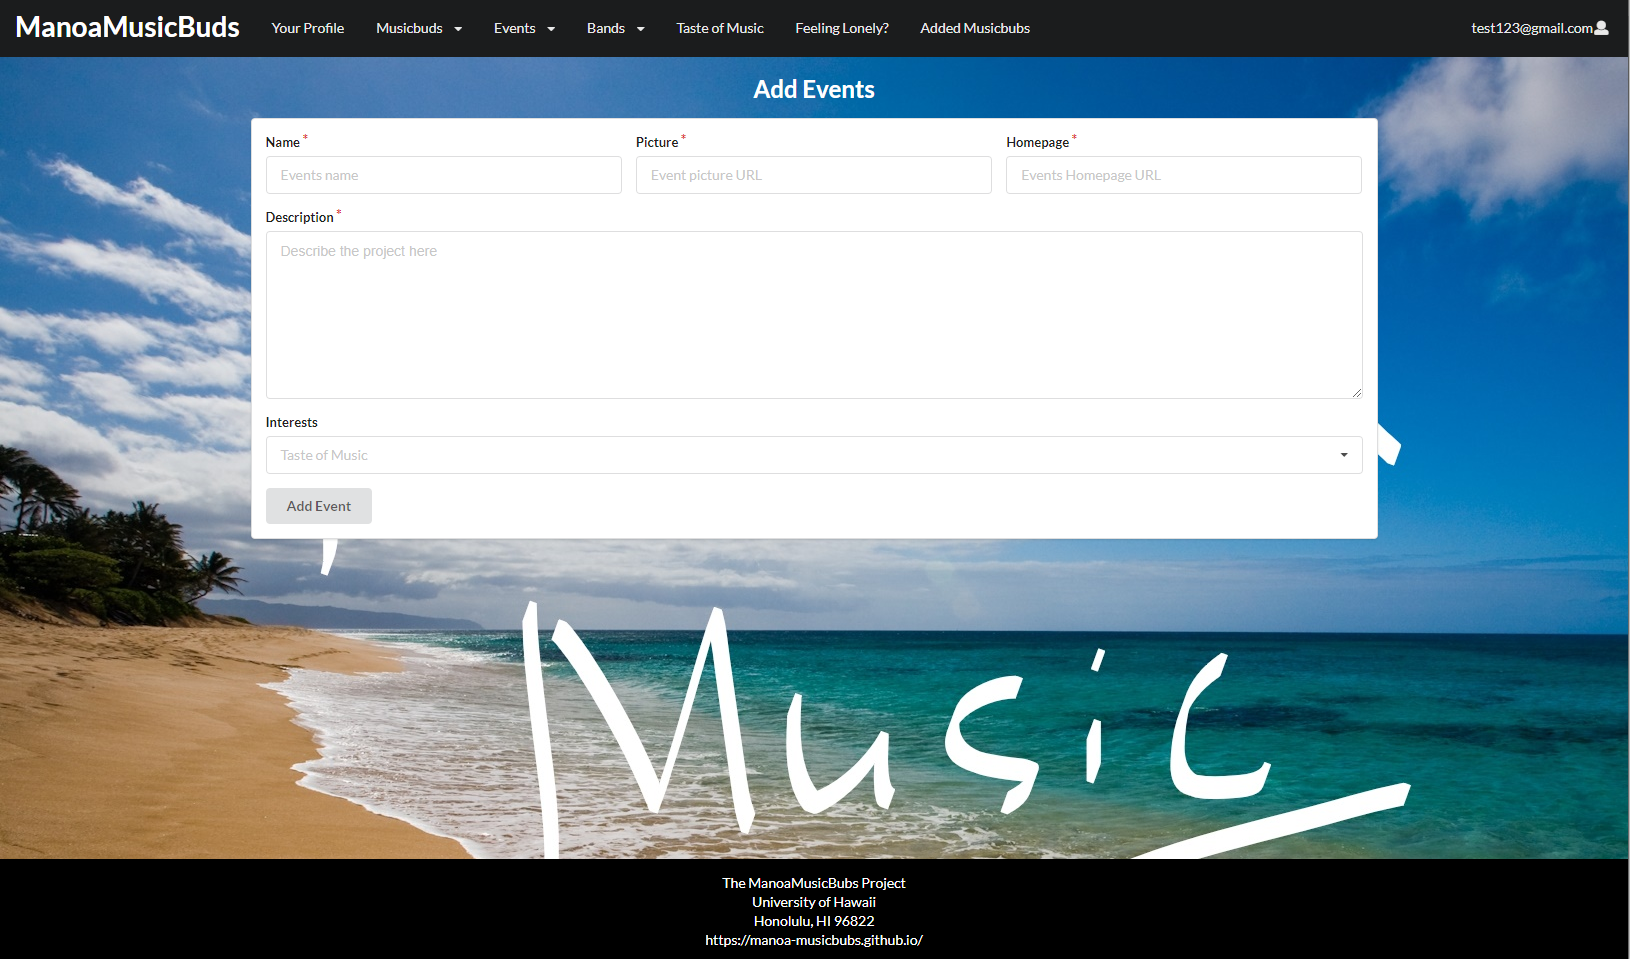 ManoaMusicBuds Your Profile Musicbuds Events Bands Taste of Music Feeling Lonely? Added Musicbubs test123@gmail.com
Add Events
Name * Picture * Homepage *
Events name Event picture URL Events Homepage URL
Description *
Describe the project here
Interests
Taste of Music
Add Event
Music
The ManoaMusicBubs Project
University of Hawaii
Honolulu, HI 96822
https://manoa-musicbubs.github.io/